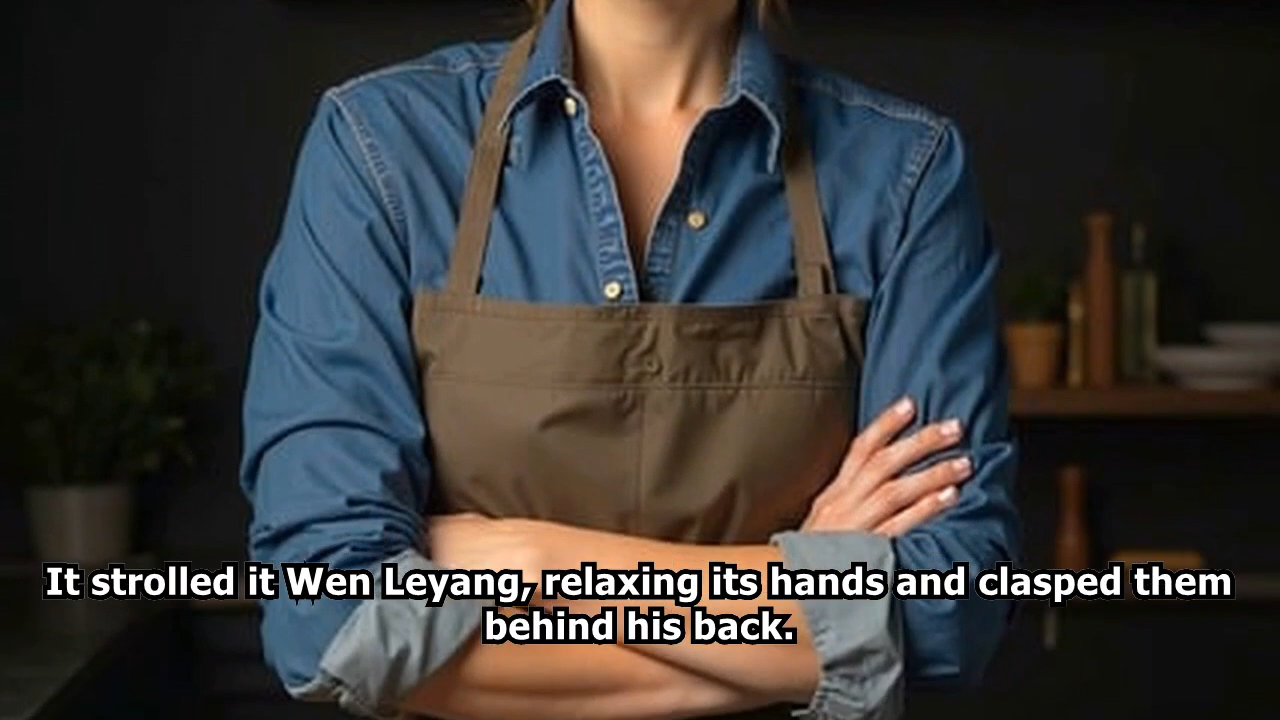 It strolled it Wen Leyang, relaxing its hands and clasped them
behind his back.